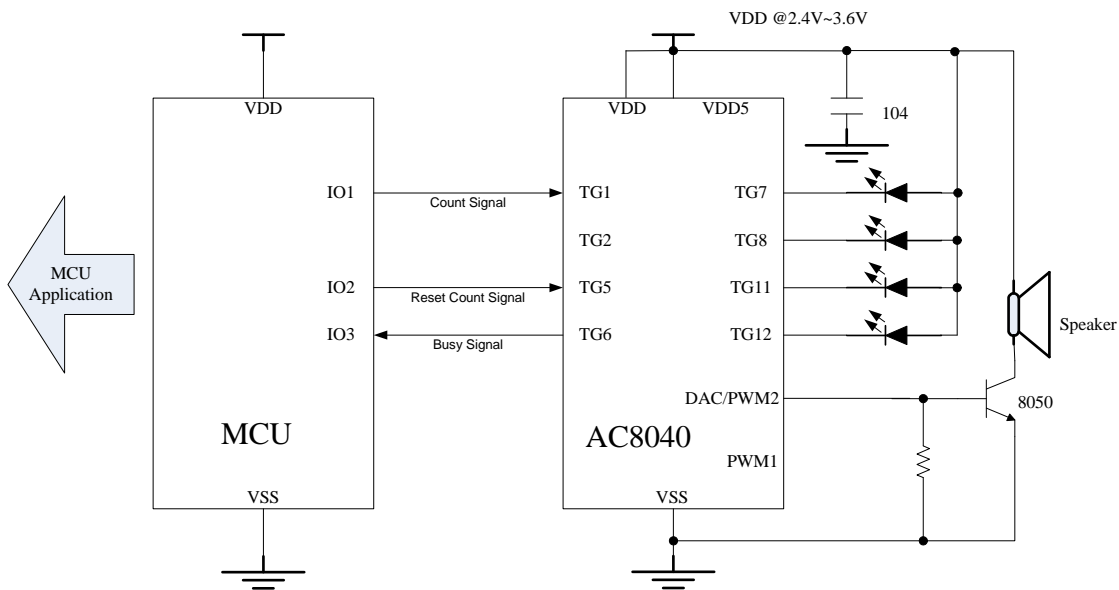 VDD @2.4V~3.6V
VDD
VDD
VDD5
104
IO1
Count Signal
TG1
TG7
TG2
TG8
MCU
Application
IO2
Reset Count Signal
TG5
TG11
IO3
Busy Signal
TG6
TG12
Speaker
DAC/PWM2
8050
MCU
AC8040
PWM1
VSS
VSS